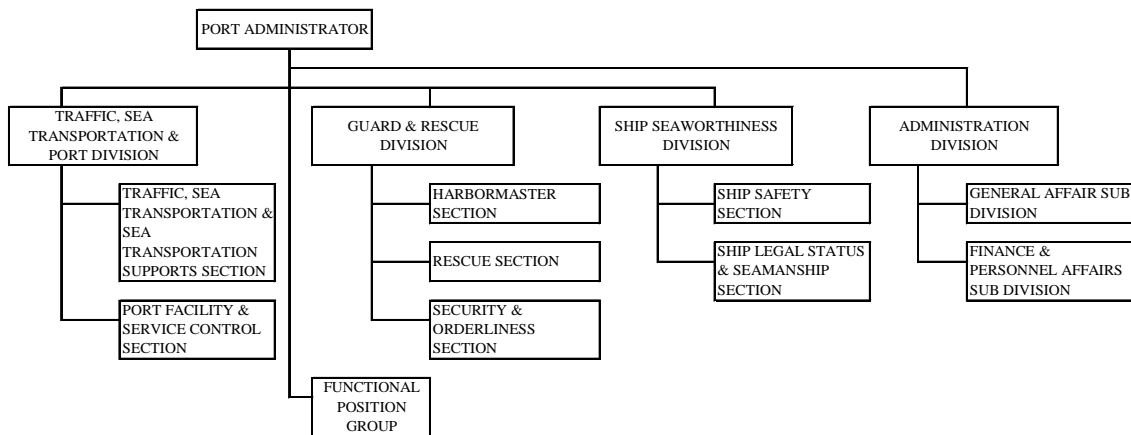 PORT ADMINISTRATOR
TRAFFIC, SEA
TRANSPORTATION &
PORT DIVISION
GUARD & RESCUE
DIVISION
SHIP SEAWORTHINESS
DIVISION
ADMINISTRATION
DIVISION
TRAFFIC, SEA
TRANSPORTATION &
SEA
TRANSPORTATION
SUPPORTS SECTION
PORT FACILITY &
SERVICE CONTROL
SECTION
HARBORMASTER
SECTION
RESCUE SECTION
SECURITY &
ORDERLINESS
SECTION
SHIP SAFETY
SECTION
SHIP LEGAL STATUS
& SEAMANSHIP
SECTION
GENERAL AFFAIR SUB
DIVISION
FINANCE &
PERSONNEL AFFAIRS
SUB DIVISION
FUNCTIONAL
POSITION
GROUP